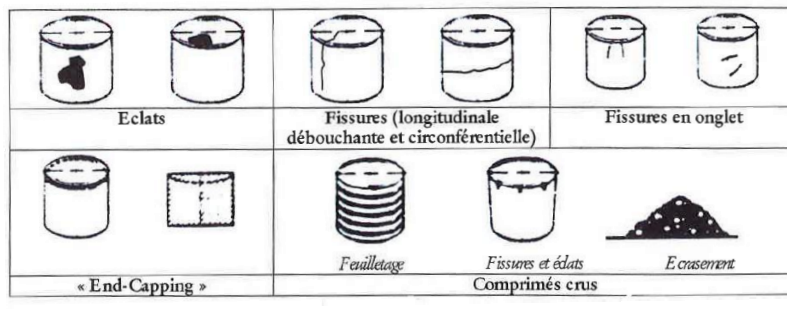 Eclats
Fissures (longitudinale
débouchante et circonférentielle)
Fissures en onglet
Feuilletage
Fissures et éclats
Ecrasement
« End-Capping »
Comprimés crus